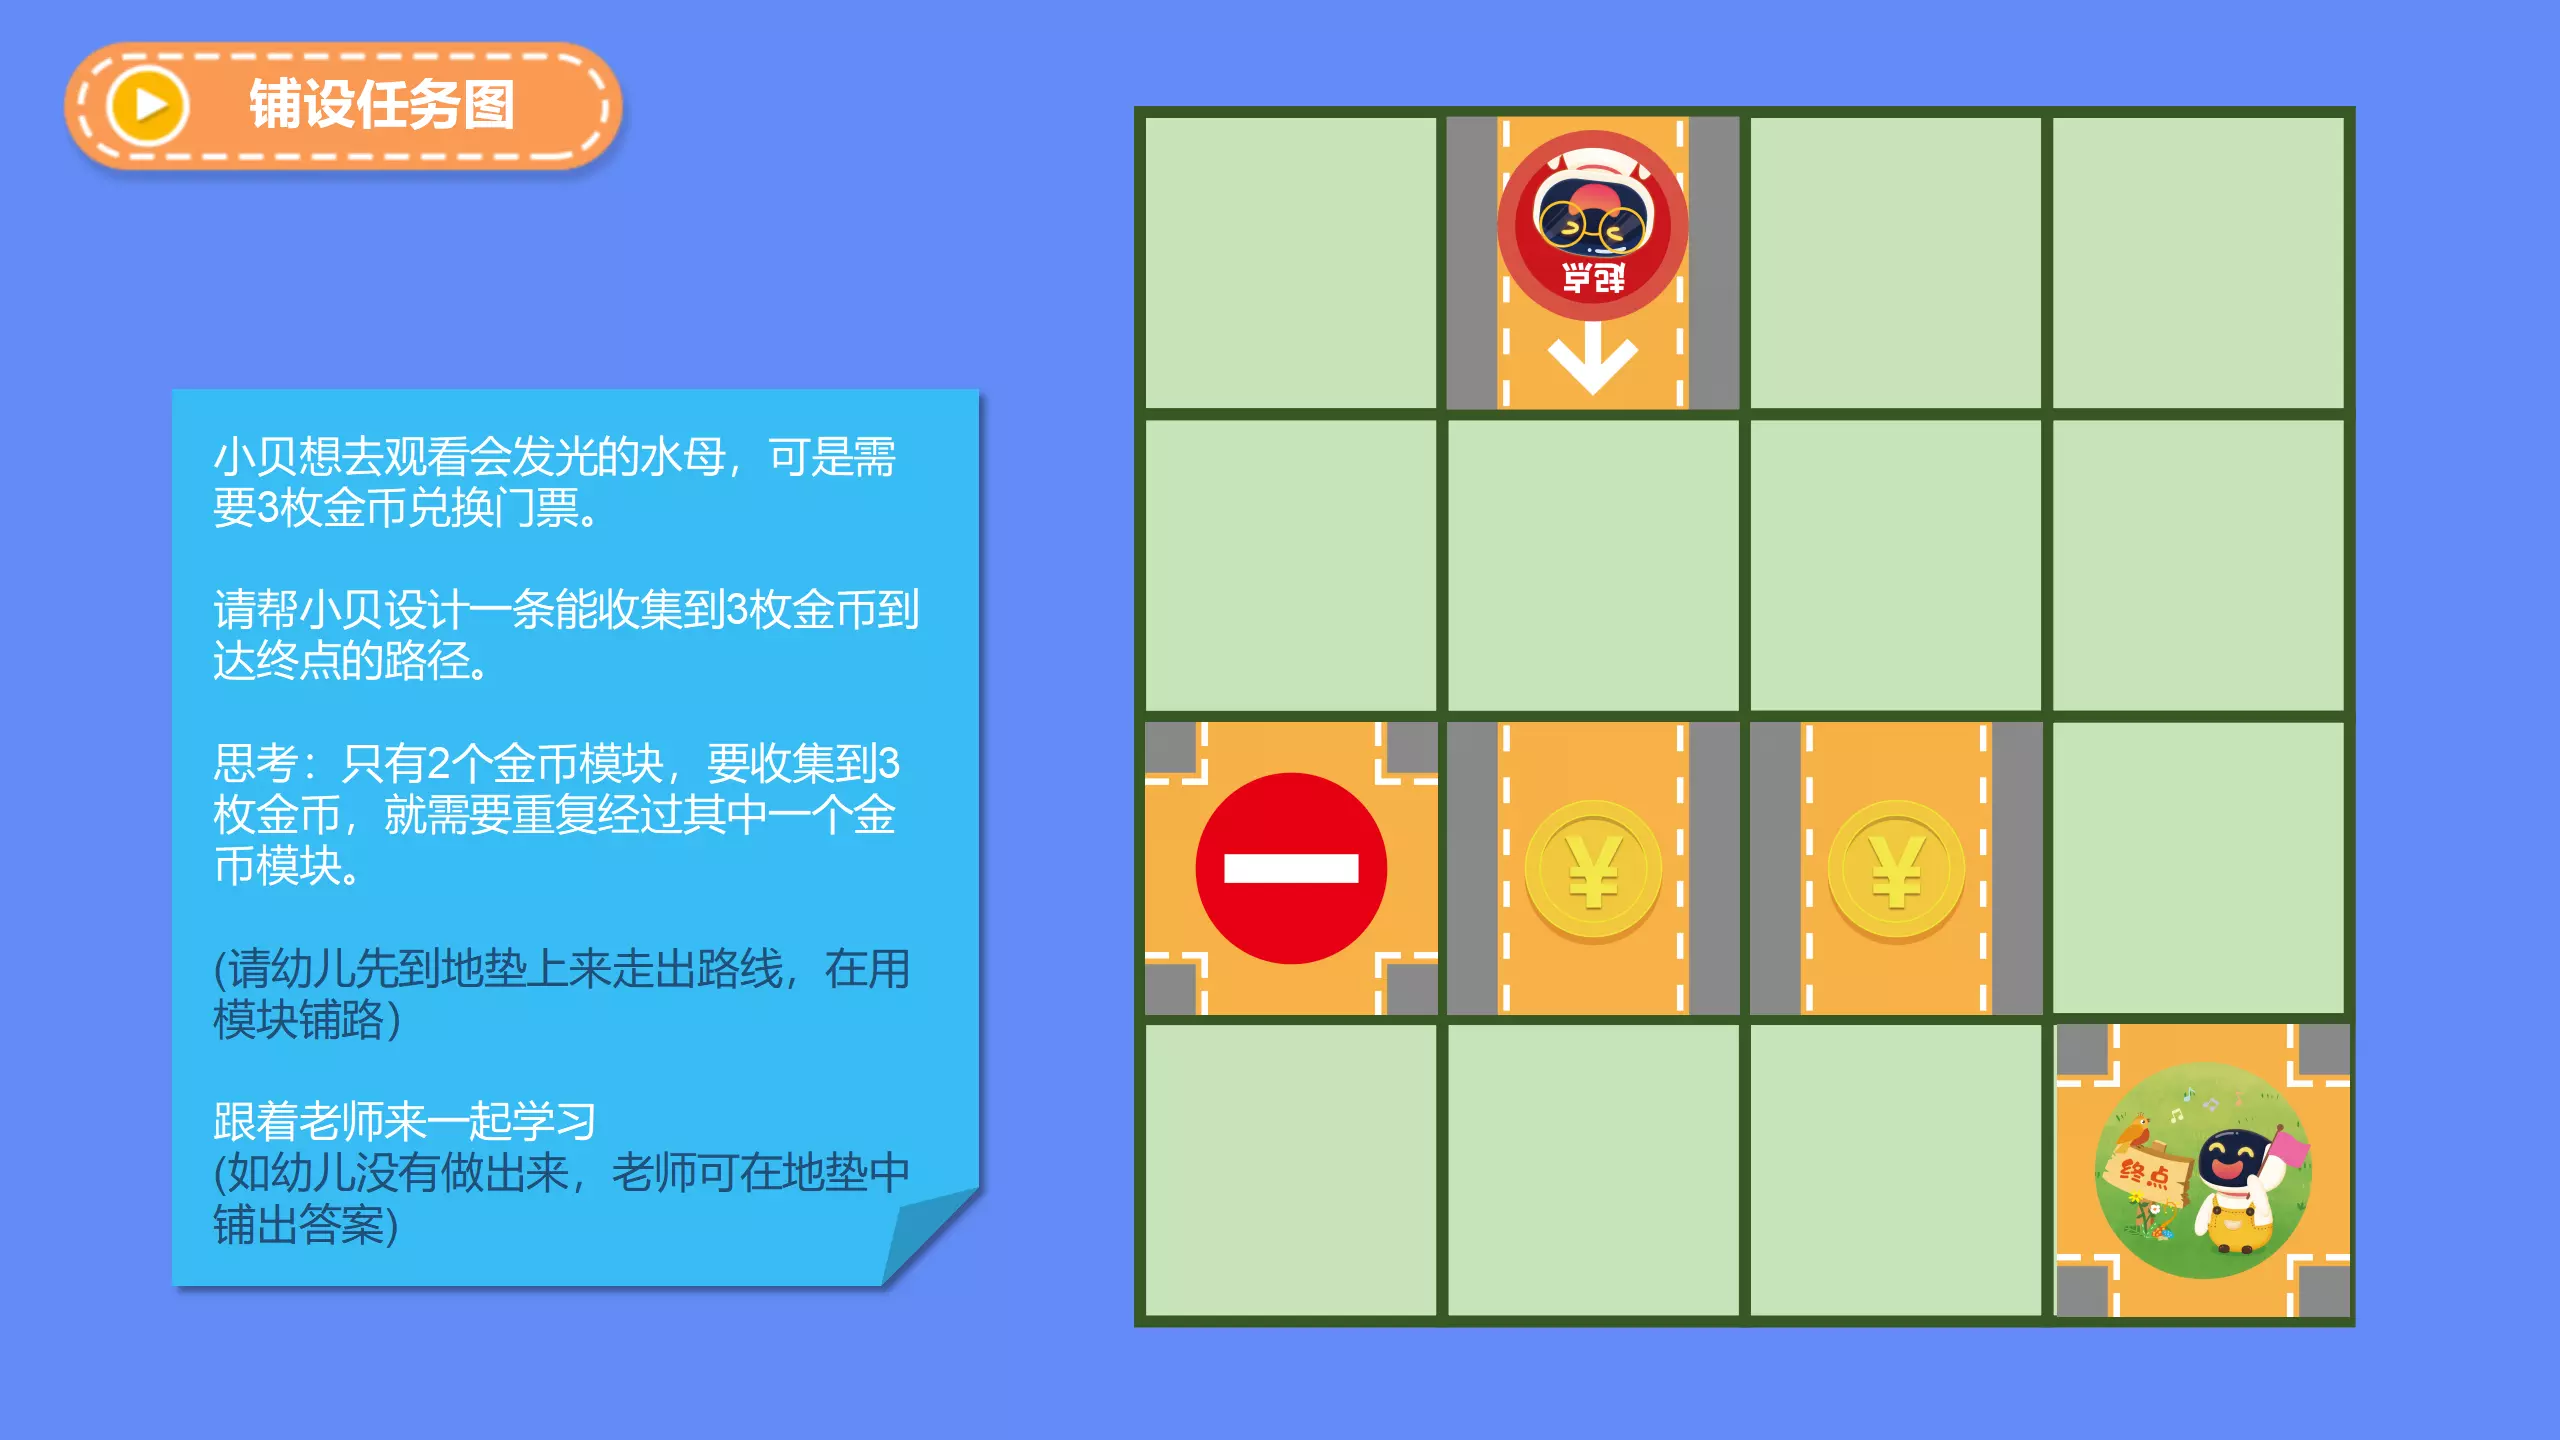 铺设任务图
小贝想去观看会发光的水母，可是需
要3枚金币兑换门票。
请帮小贝设计一条能收集到3枚金币到
达终点的路径。
思考：只有2个金币模块，要收集到3
枚金币，就需要重复经过其中一个金
币模块。
(请幼儿先到地垫上来走出路线，在用
模块铺路）
跟着老师来一起学习
(如幼儿没有做出来，老师可在地垫中
铺出答案)
起点
¥
¥
终点